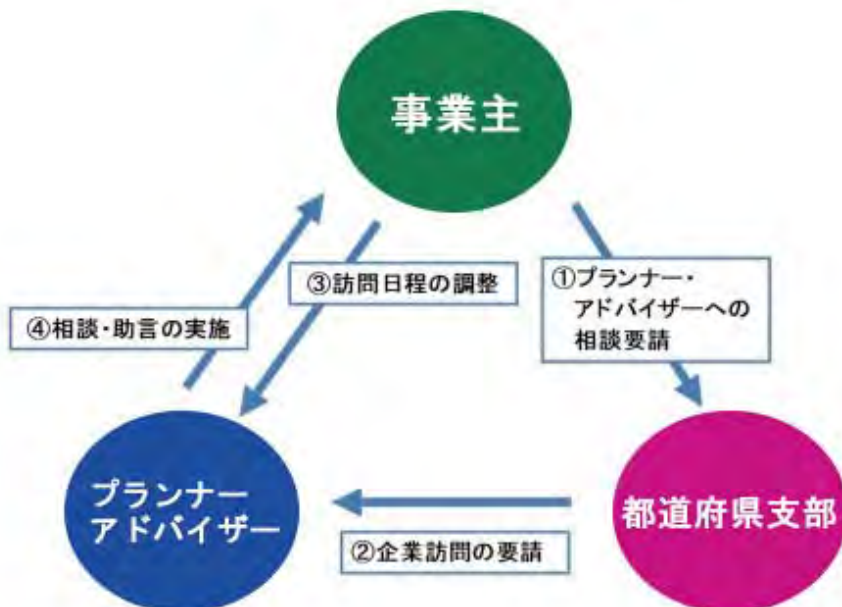 事業主
③訪問日程の調整
①プランナー・
アドバイザーへの
相談要請
④相談・助言の実施
プランナー
アドバイザー
都道府県支部
②企業訪問の要請